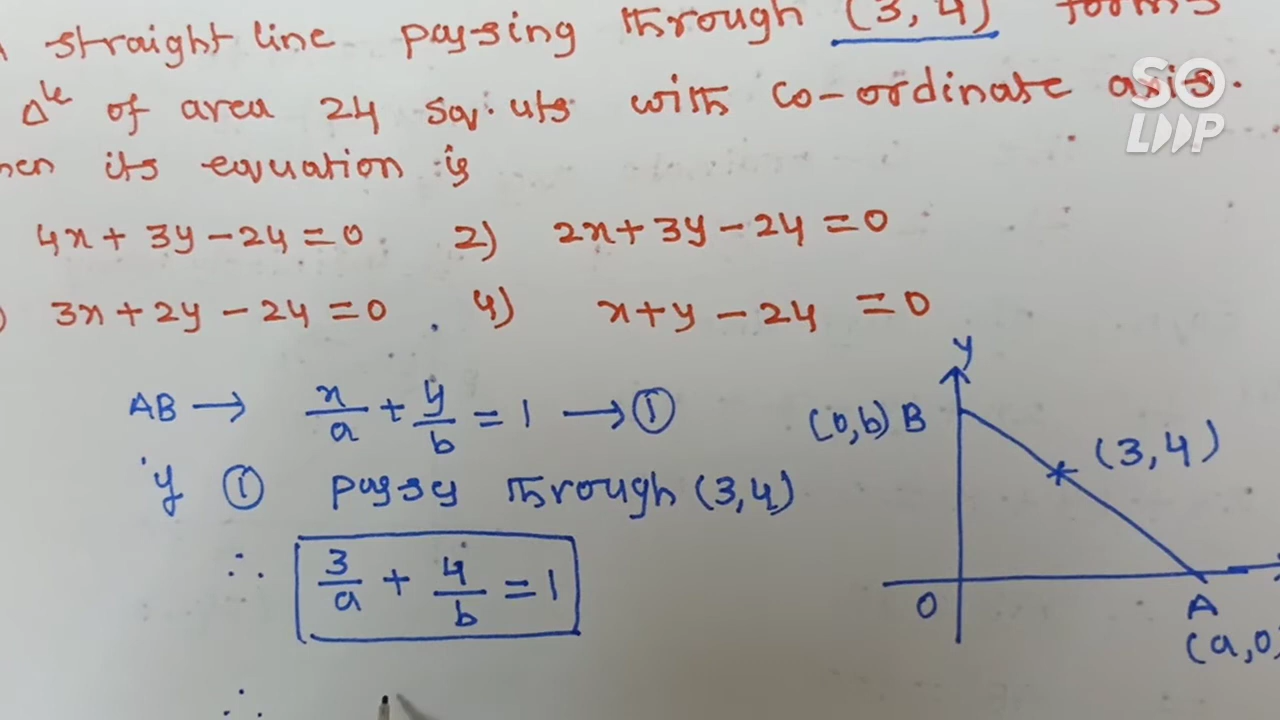 straight line passing through (3,4) forms
Δle of area 24 sq.uts with co-ordinate axis.
its equation is
4x + 3y - 24 = 0 2) 2x + 3y - 24 = 0
3x + 2y - 24 = 0 4) x + y - 24 = 0
AB → x/a + y/b = 1 → ①
① passes through (3,4)
∴ 3/a + 4/b = 1
∴
y
(0,b) B
(3,4)
O
A
(a,0)
SO
LOOP